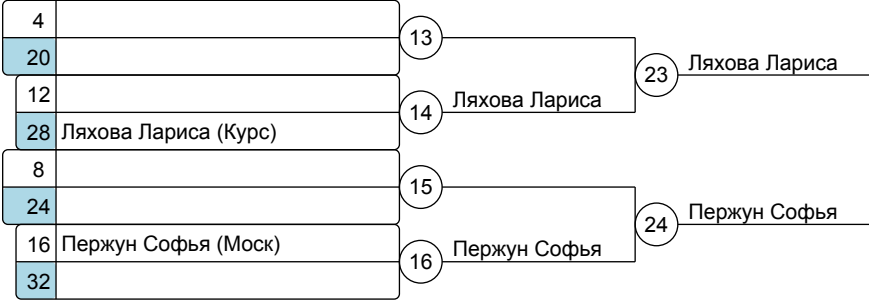 4
20
13
12
28 Ляхова Лариса (Курс)
14 Ляхова Лариса
23 Ляхова Лариса
8
24
15
16 Пержун Софья (Моск)
32
16 Пержун Софья
24 Пержун Софья